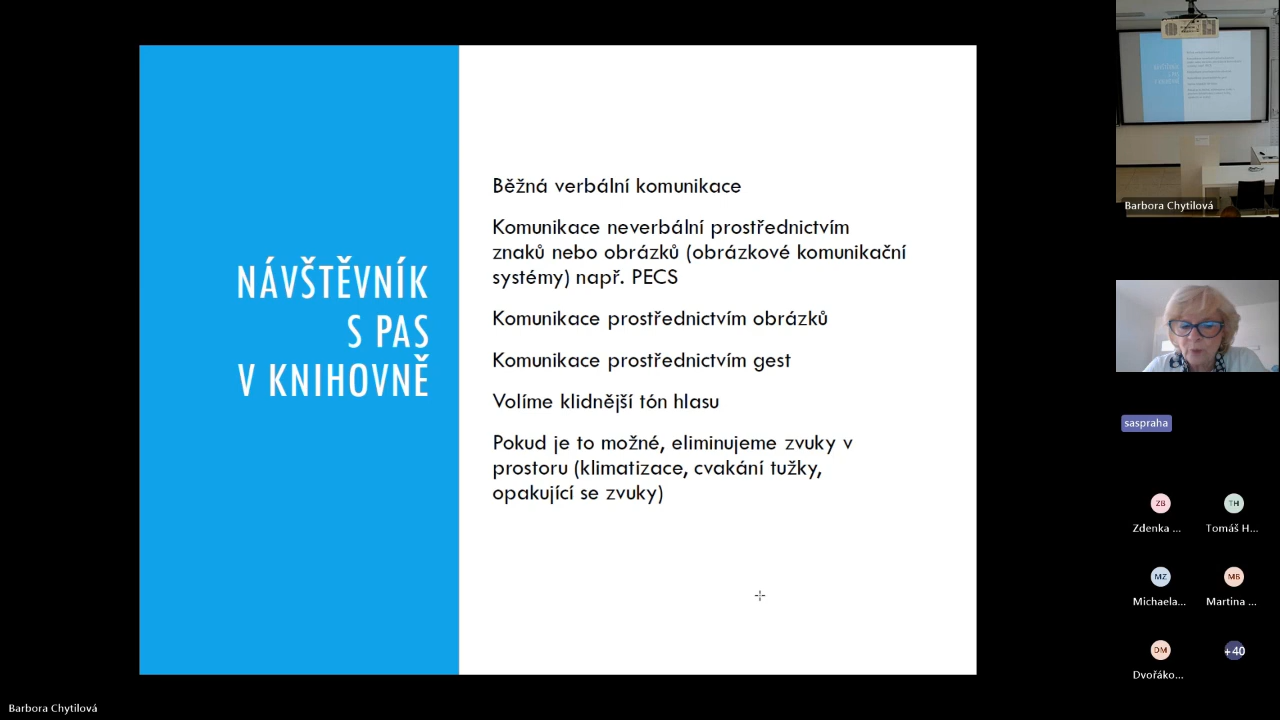 NÁVŠTĚVNÍK
S PAS
V KNIHOVNĚ
Běžná verbální komunikace
Komunikace neverbální prostřednictvím
znaků nebo obrázků (obrázkové komunikační
systémy) např. PECS
Komunikace prostřednictvím obrázků
Komunikace prostřednictvím gest
Volíme klidnější tón hlasu
Pokud je to možné, eliminujeme zvuky v
prostoru (klimatizace, cvakání tužky,
opakující se zvuky)
Barbora Chytilová
saspraha
ZB
TH
Zdenka ...
Tomáš H...
MZ
MB
Michaela...
Martina ...
DM
+40
Dvořáko...
Barbora Chytilová